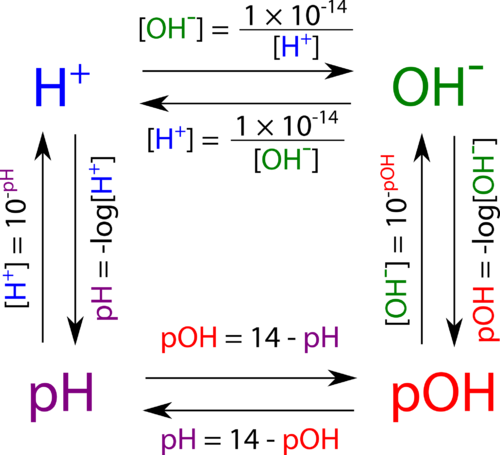 [OH⁻] = 1 × 10⁻¹⁴ / [H⁺]
H⁺
OH⁻
[H⁺] = 1 × 10⁻¹⁴ / [OH⁻]
[H⁺] = 10⁻ᵖᴴ
pH = -log[H⁺]
[OH⁻] = 10⁻ᵖᴼᴴ
pOH = -log[OH⁻]
pOH = 14 - pH
pH
pOH
pH = 14 - pOH